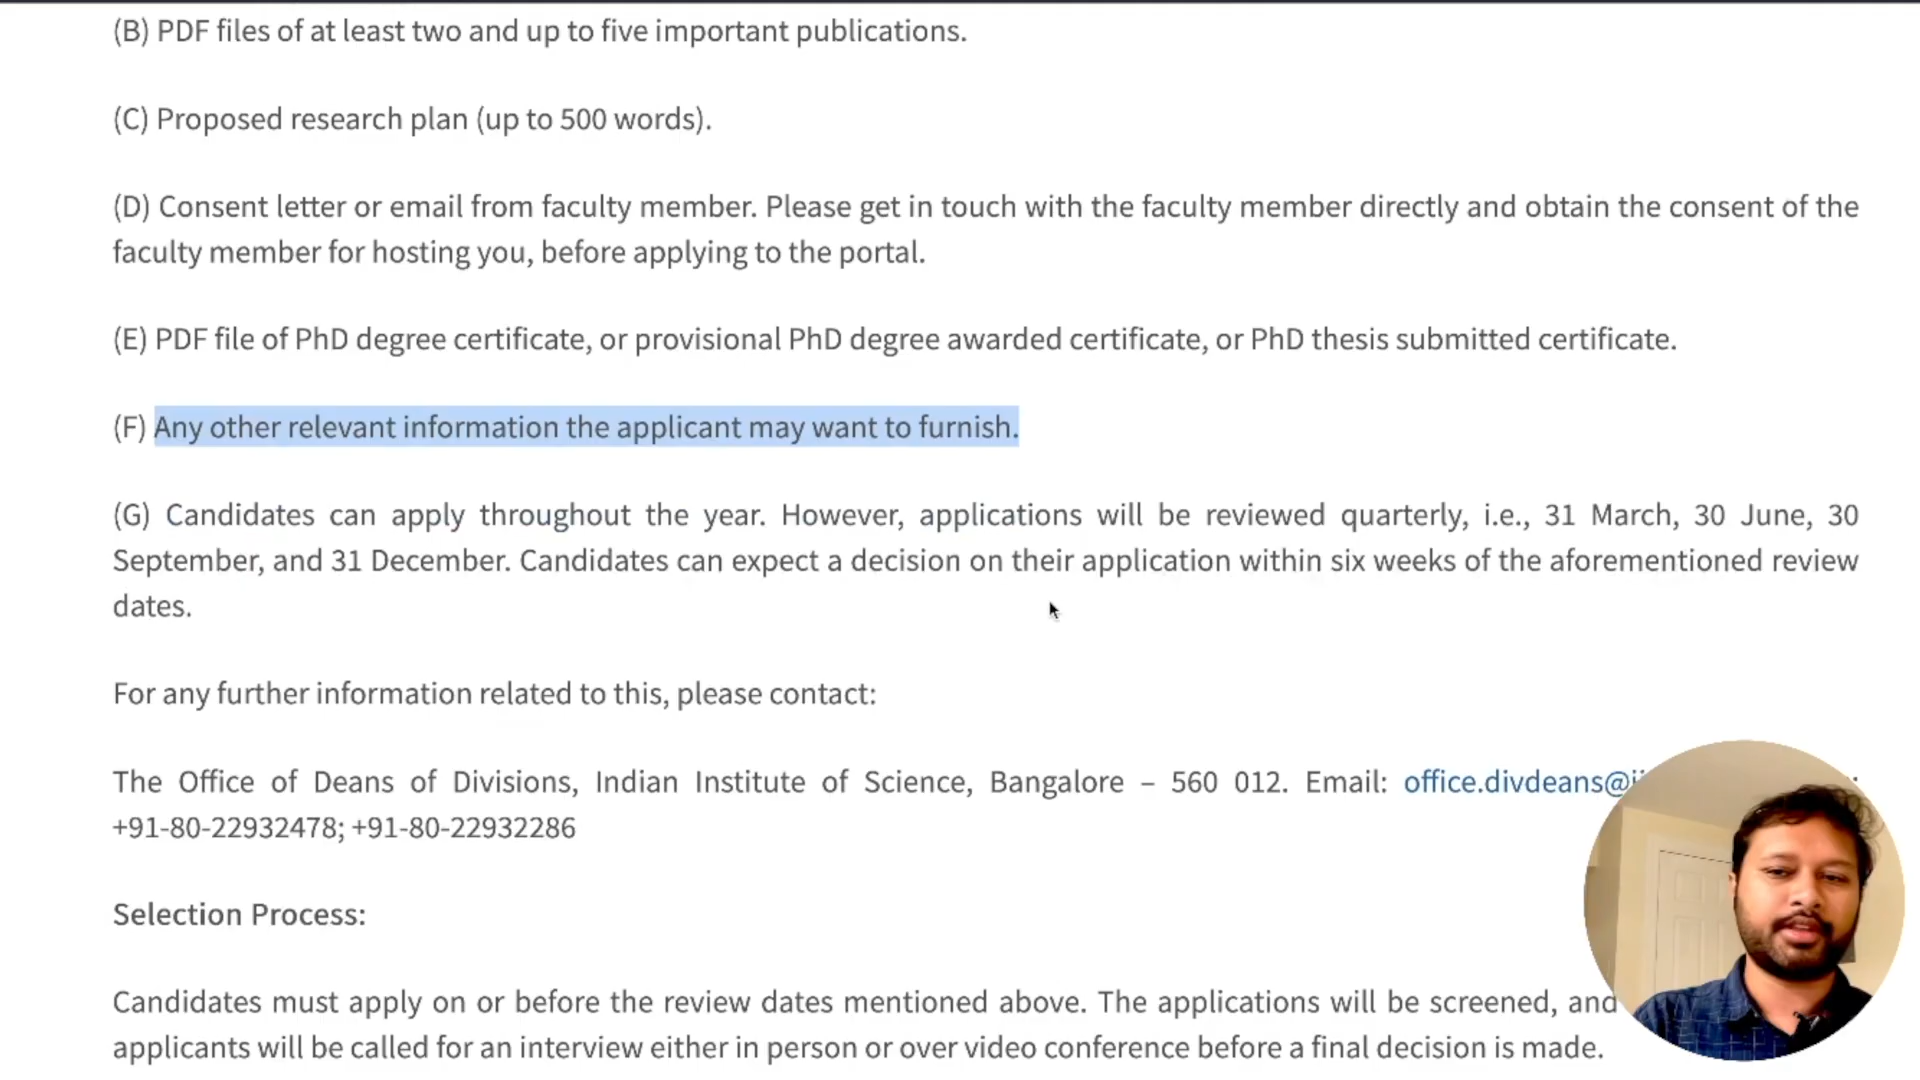 (B) PDF files of at least two and up to five important publications.
(C) Proposed research plan (up to 500 words).
(D) Consent letter or email from faculty member. Please get in touch with the faculty member directly and obtain the consent of the
faculty member for hosting you, before applying to the portal.
(E) PDF file of PhD degree certificate, or provisional PhD degree awarded certificate, or PhD thesis submitted certificate.
(F) Any other relevant information the applicant may want to furnish.
(G) Candidates can apply throughout the year. However, applications will be reviewed quarterly, i.e., 31 March, 30 June, 30
September, and 31 December. Candidates can expect a decision on their application within six weeks of the aforementioned review
dates.
For any further information related to this, please contact:
The Office of Deans of Divisions, Indian Institute of Science, Bangalore – 560 012. Email: office.divdeans@
+91-80-22932478; +91-80-22932286
Selection Process:
Candidates must apply on or before the review dates mentioned above. The applications will be screened, and
applicants will be called for an interview either in person or over video conference before a final decision is made.